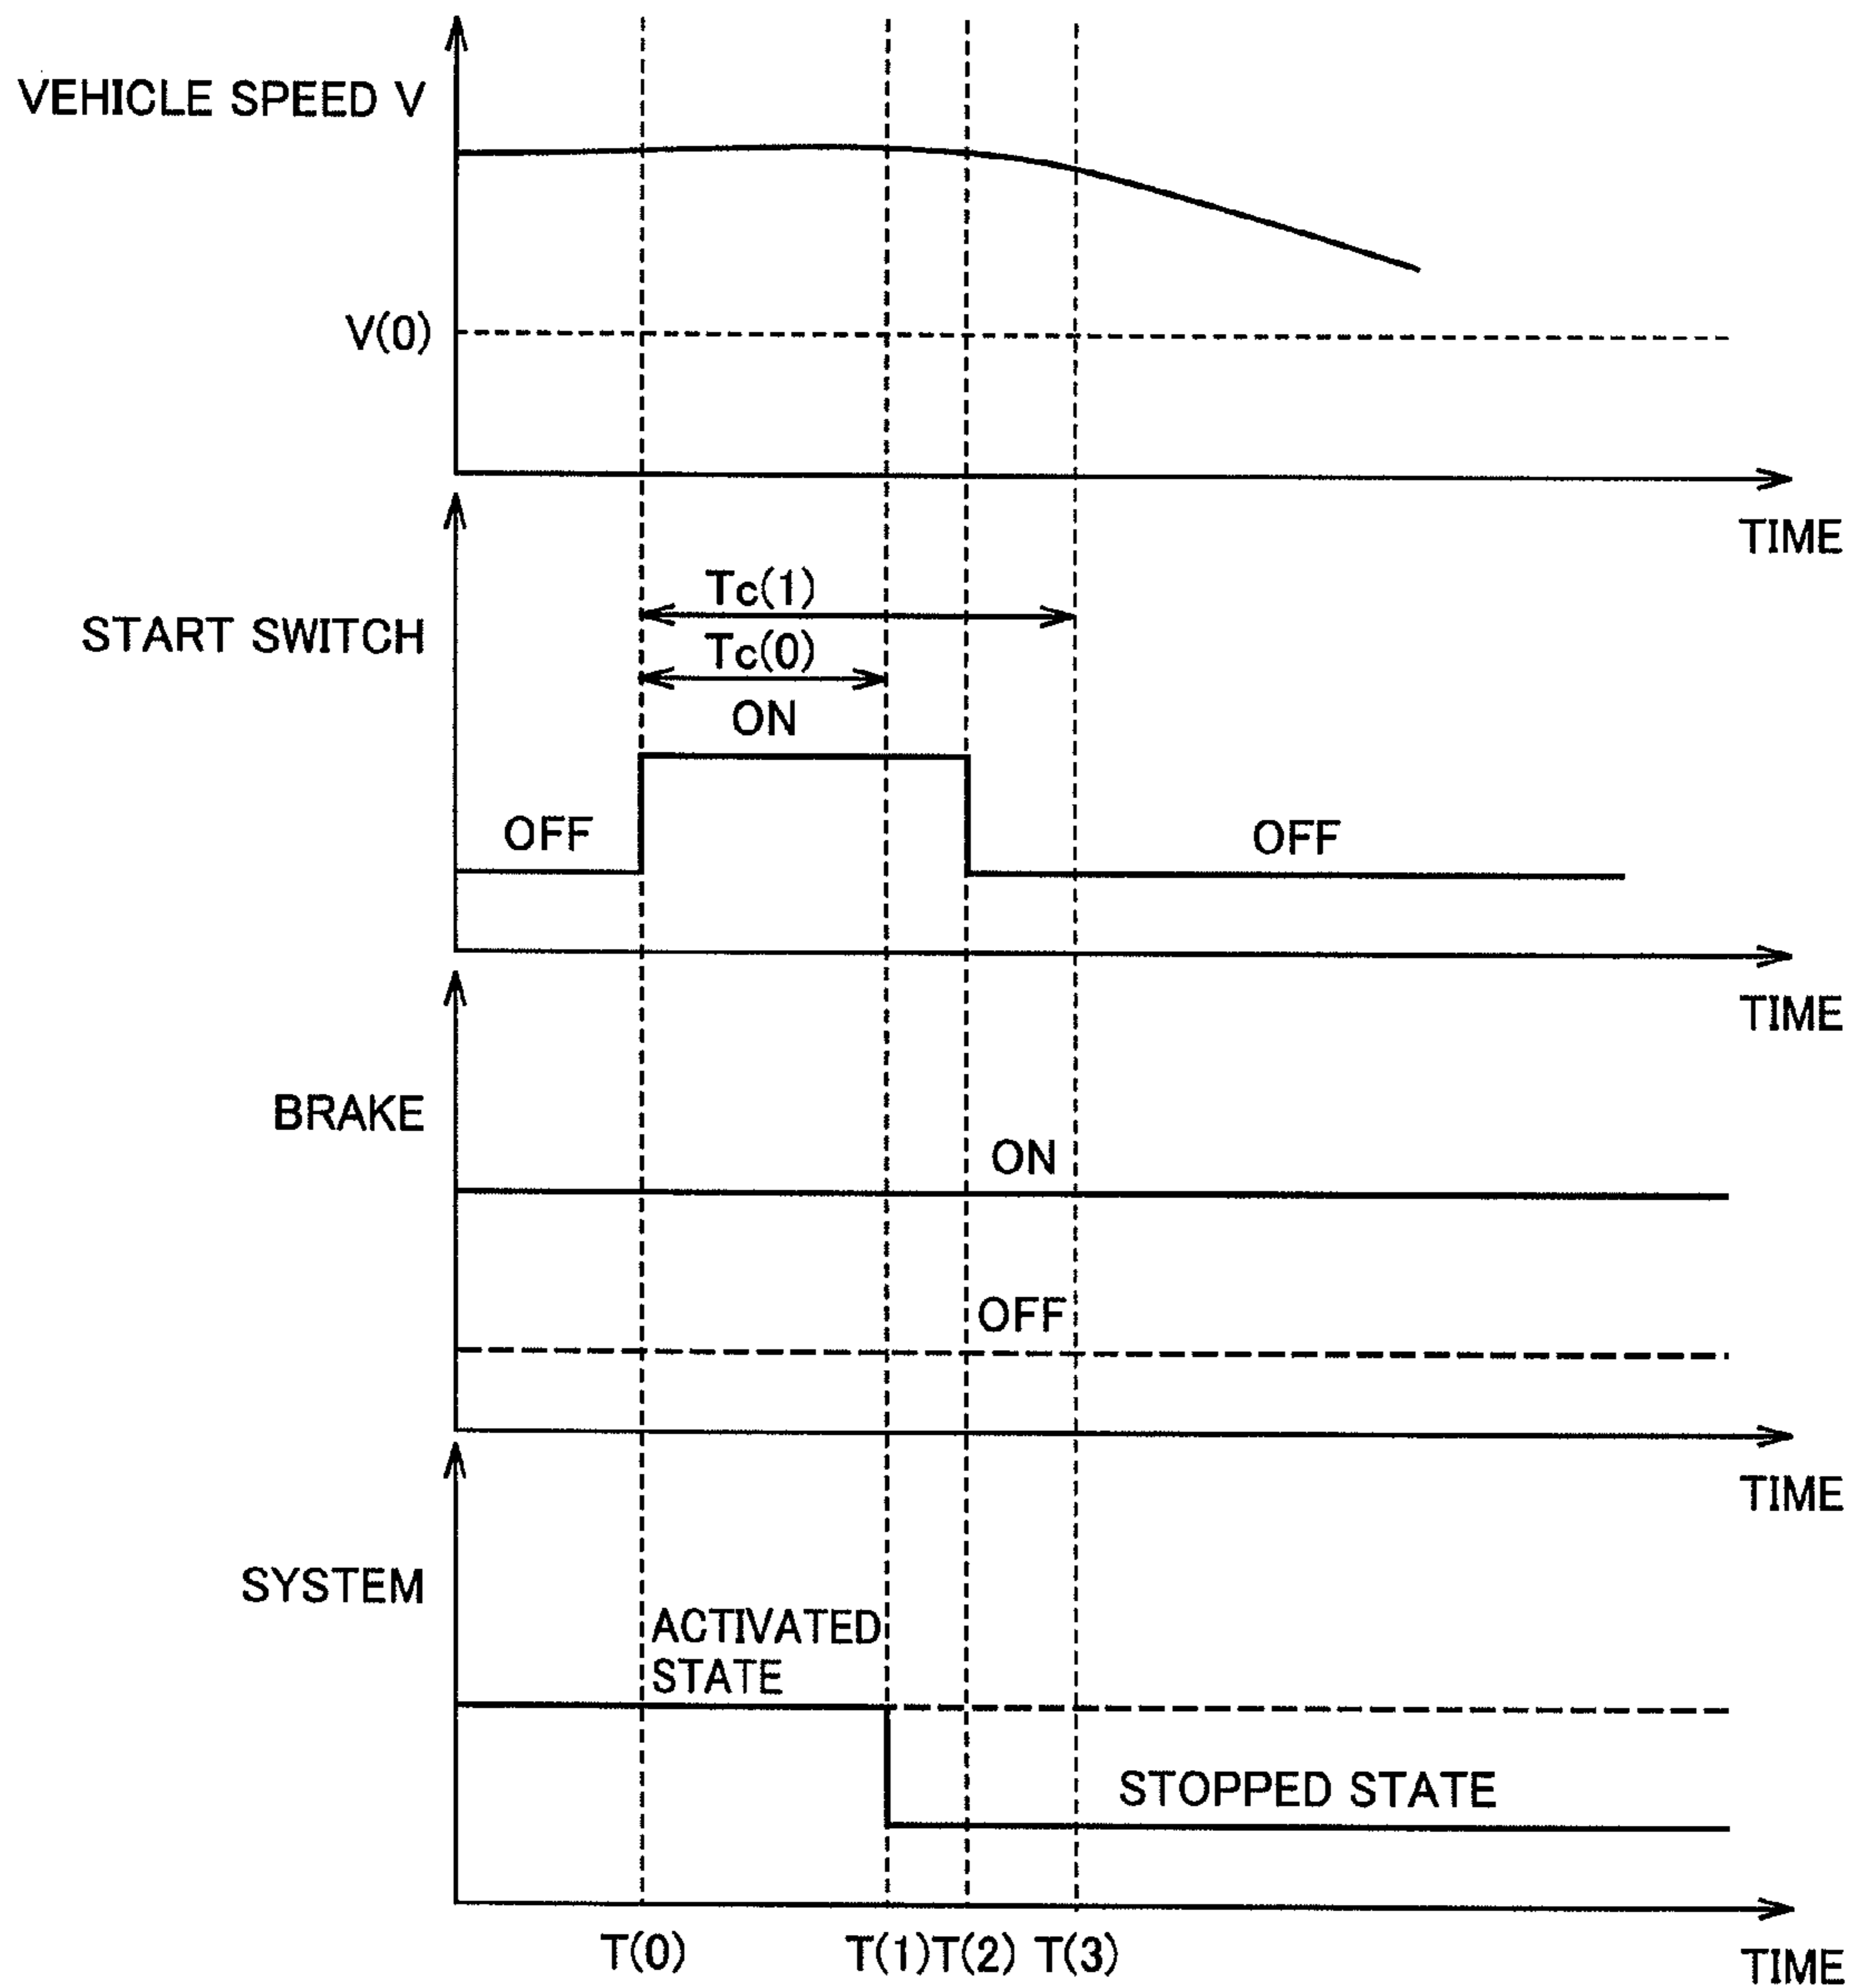 VEHICLE SPEED V
V(0)
TIME
Tc(1)
START SWITCH
Tc(0)
ON
OFF
OFF
TIME
BRAKE
ON
OFF
TIME
SYSTEM
ACTIVATED
STATE
STOPPED STATE
T(0) T(1) T(2) T(3)
TIME